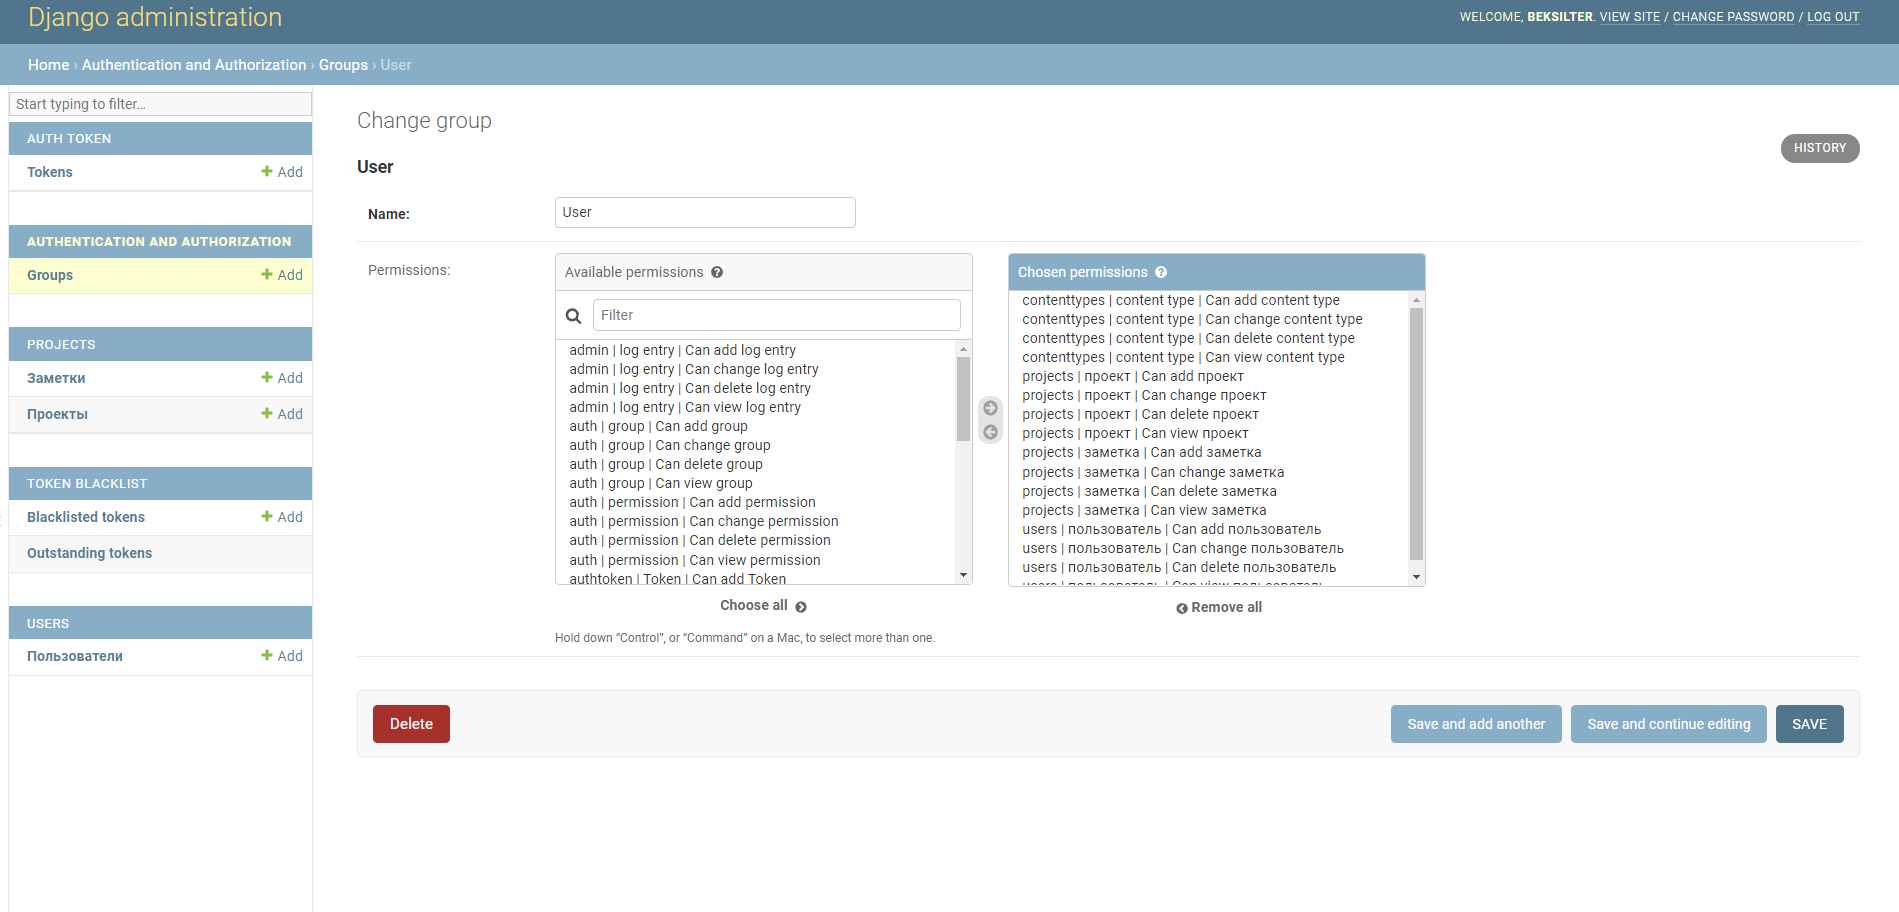 Django administration
WELCOME, BEKSILTER. VIEW SITE / CHANGE PASSWORD / LOG OUT
Home › Authentication and Authorization › Groups › User
Start typing to filter...
AUTH TOKEN
Tokens
Add
AUTHENTICATION AND AUTHORIZATION
Groups
Add
PROJECTS
Заметки
Add
Проекты
Add
TOKEN BLACKLIST
Blacklisted tokens
Add
Outstanding tokens
USERS
Пользователи
Add
Change group
HISTORY
User
Name:
User
Permissions:
Available permissions
Filter
admin | log entry | Can add log entry
admin | log entry | Can change log entry
admin | log entry | Can delete log entry
admin | log entry | Can view log entry
auth | group | Can add group
auth | group | Can change group
auth | group | Can delete group
auth | group | Can view group
auth | permission | Can add permission
auth | permission | Can change permission
auth | permission | Can delete permission
auth | permission | Can view permission
authtoken | Token | Can add Token
Choose all
Chosen permissions
contenttypes | content type | Can add content type
contenttypes | content type | Can change content type
contenttypes | content type | Can delete content type
contenttypes | content type | Can view content type
projects | проект | Can add проект
projects | проект | Can change проект
projects | проект | Can delete проект
projects | проект | Can view проект
projects | заметка | Can add заметка
projects | заметка | Can change заметка
projects | заметка | Can delete заметка
projects | заметка | Can view заметка
users | пользователь | Can add пользователь
users | пользователь | Can change пользователь
users | пользователь | Can delete пользователь
users | пользователь | Can view пользователь
Remove all
Hold down “Control”, or “Command” on a Mac, to select more than one.
Delete
Save and add another
Save and continue editing
SAVE